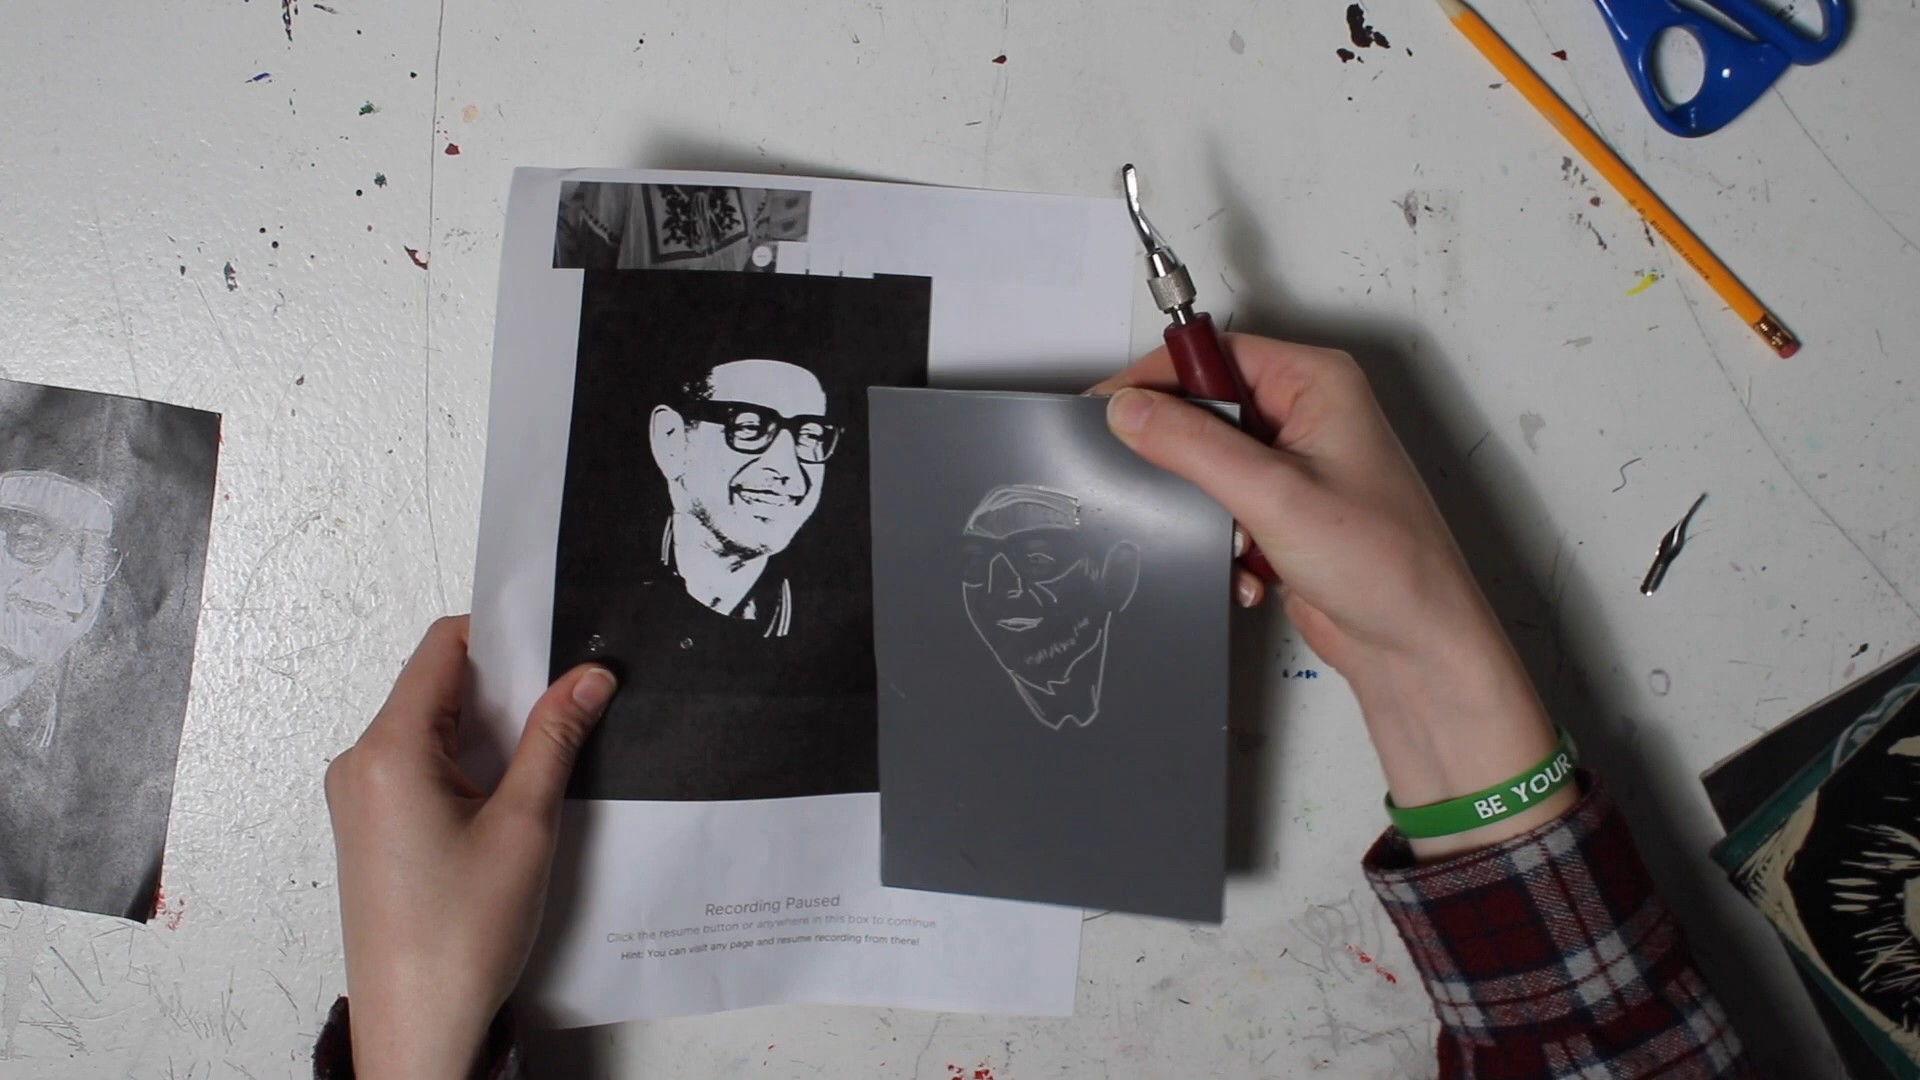 Recording Paused
Click the resume button or anywhere in this box to continue
Hint: You can visit any page and resume recording from there!
BE YOUR